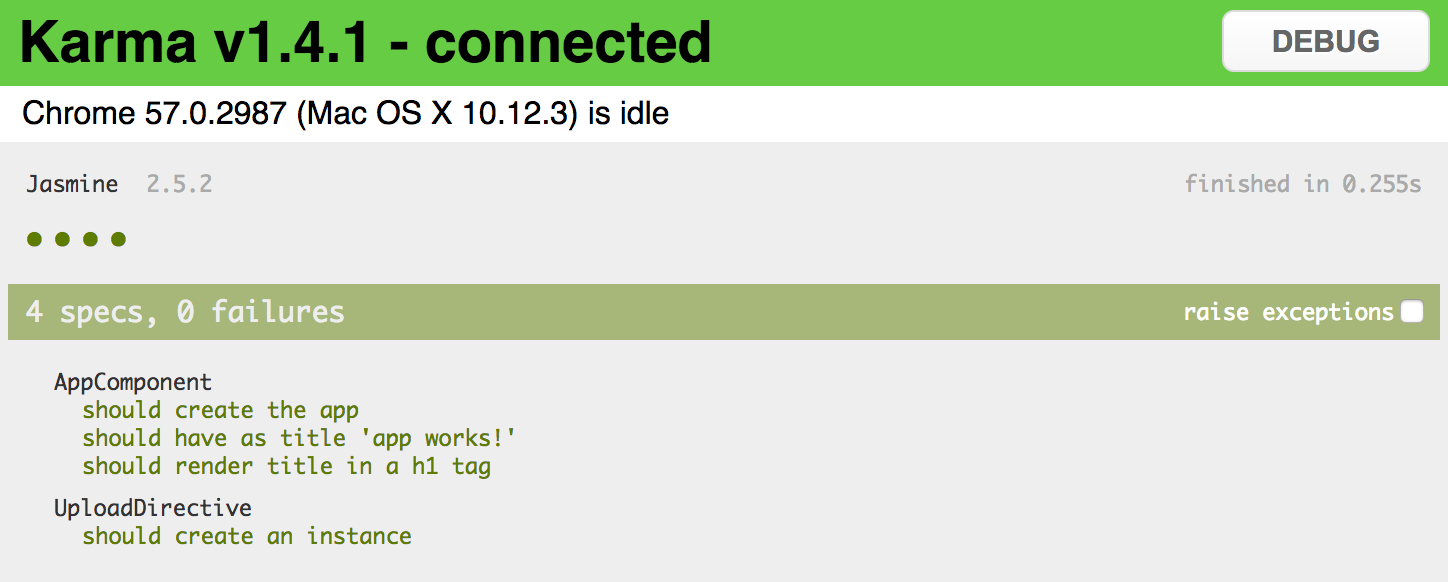 Karma v1.4.1 - connected
DEBUG
Chrome 57.0.2987 (Mac OS X 10.12.3) is idle
Jasmine 2.5.2
finished in 0.255s
4 specs, 0 failures
raise exceptions
AppComponent
should create the app
should have as title 'app works!'
should render title in a h1 tag
UploadDirective
should create an instance